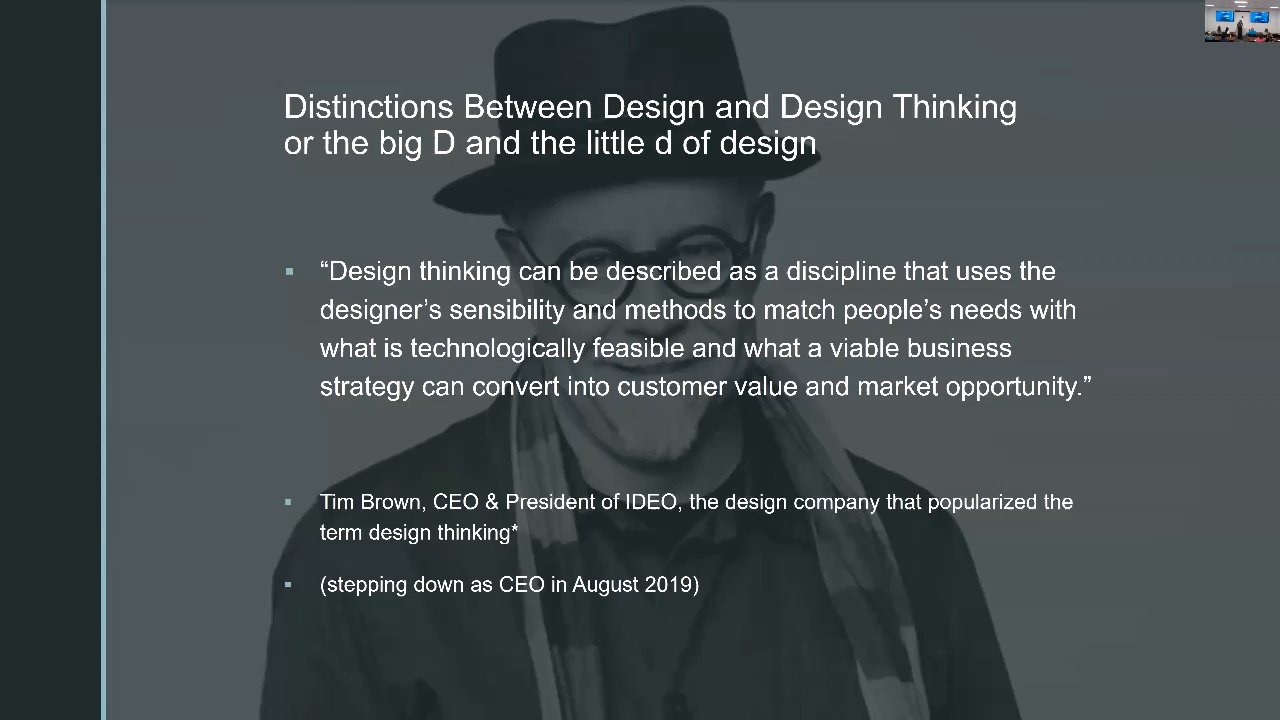 Distinctions Between Design and Design Thinking
or the big D and the little d of design
“Design thinking can be described as a discipline that uses the
designer’s sensibility and methods to match people’s needs with
what is technologically feasible and what a viable business
strategy can convert into customer value and market opportunity.”
Tim Brown, CEO & President of IDEO, the design company that popularized the
term design thinking*
(stepping down as CEO in August 2019)